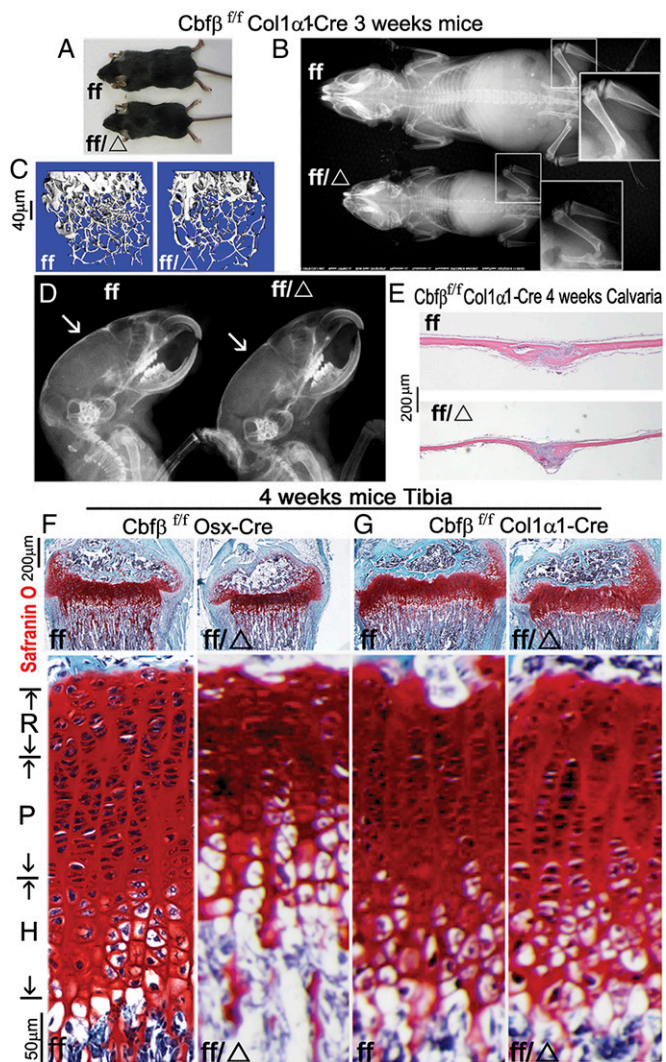 Cbfβ f/f Col1α1-Cre 3 weeks mice
A
ff
ff/△
B
ff
ff/△
C
40μm
ff
ff/△
D
ff
ff/△
E Cbfβ f/f Col1α1-Cre 4 weeks Calvaria
ff
200 μm
ff/△
4 weeks mice Tibia
F Cbfβ f/f Osx-Cre
G Cbfβ f/f Col1α1-Cre
200μm
Safranin O
ff
ff/△
ff
ff/△
R
P
H
50μm
ff
ff/△
ff
ff/△